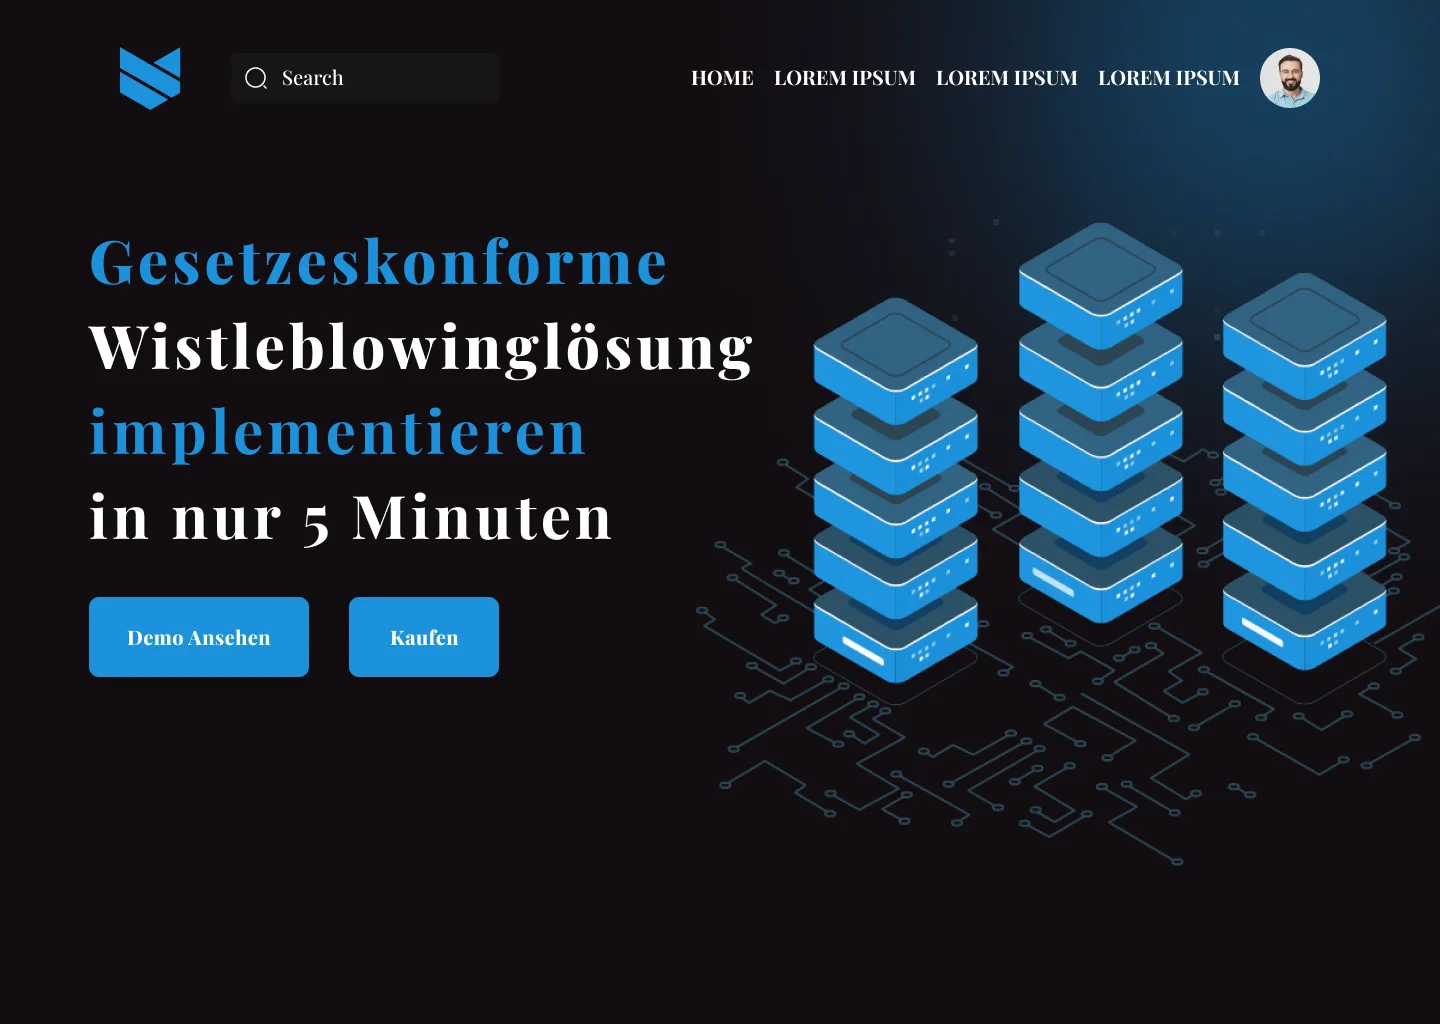 Search
HOME LOREM IPSUM LOREM IPSUM LOREM IPSUM
Gesetzeskonforme
Wistleblowinglösung
implementieren
in nur 5 Minuten
Demo Ansehen
Kaufen